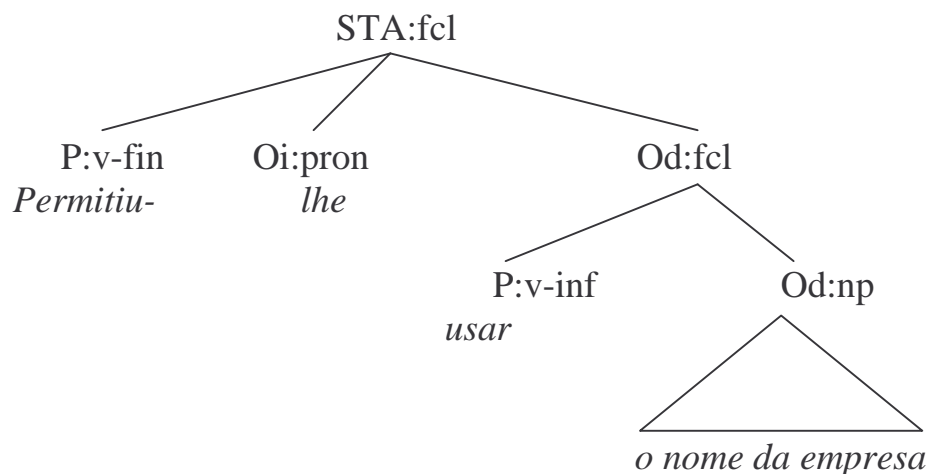 STA:fcl
P:v-fin Oi:pron Od:fcl
Permitiu- lhe
P:v-inf Od:np
usar
o nome da empresa